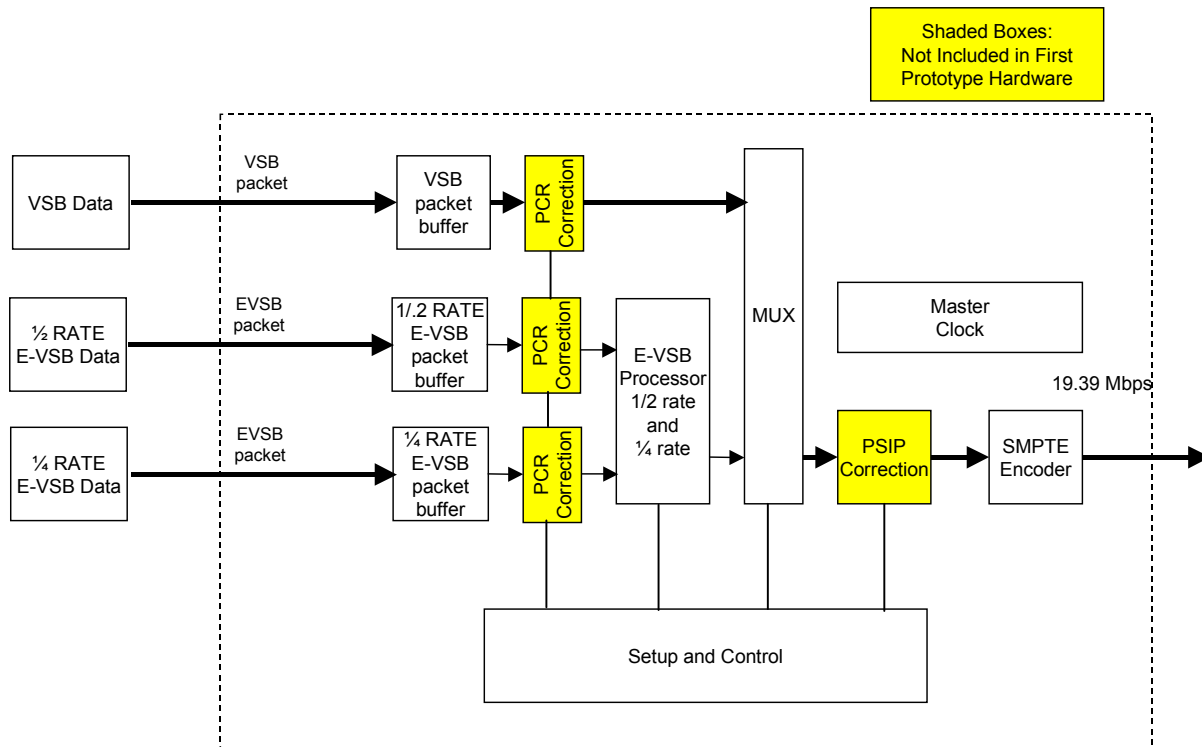 Shaded Boxes:
Not Included in First
Prototype Hardware
VSB Data
VSB
packet
VSB
packet
buffer
PCR
Correction
½ RATE
E-VSB Data
EVSB
packet
1/.2 RATE
E-VSB
packet
buffer
PCR
Correction
¼ RATE
E-VSB Data
EVSB
packet
¼ RATE
E-VSB
packet
buffer
PCR
Correction
E-VSB
Processor
1/2 rate
and
¼ rate
MUX
Master
Clock
19.39 Mbps
PSIP
Correction
SMPTE
Encoder
Setup and Control